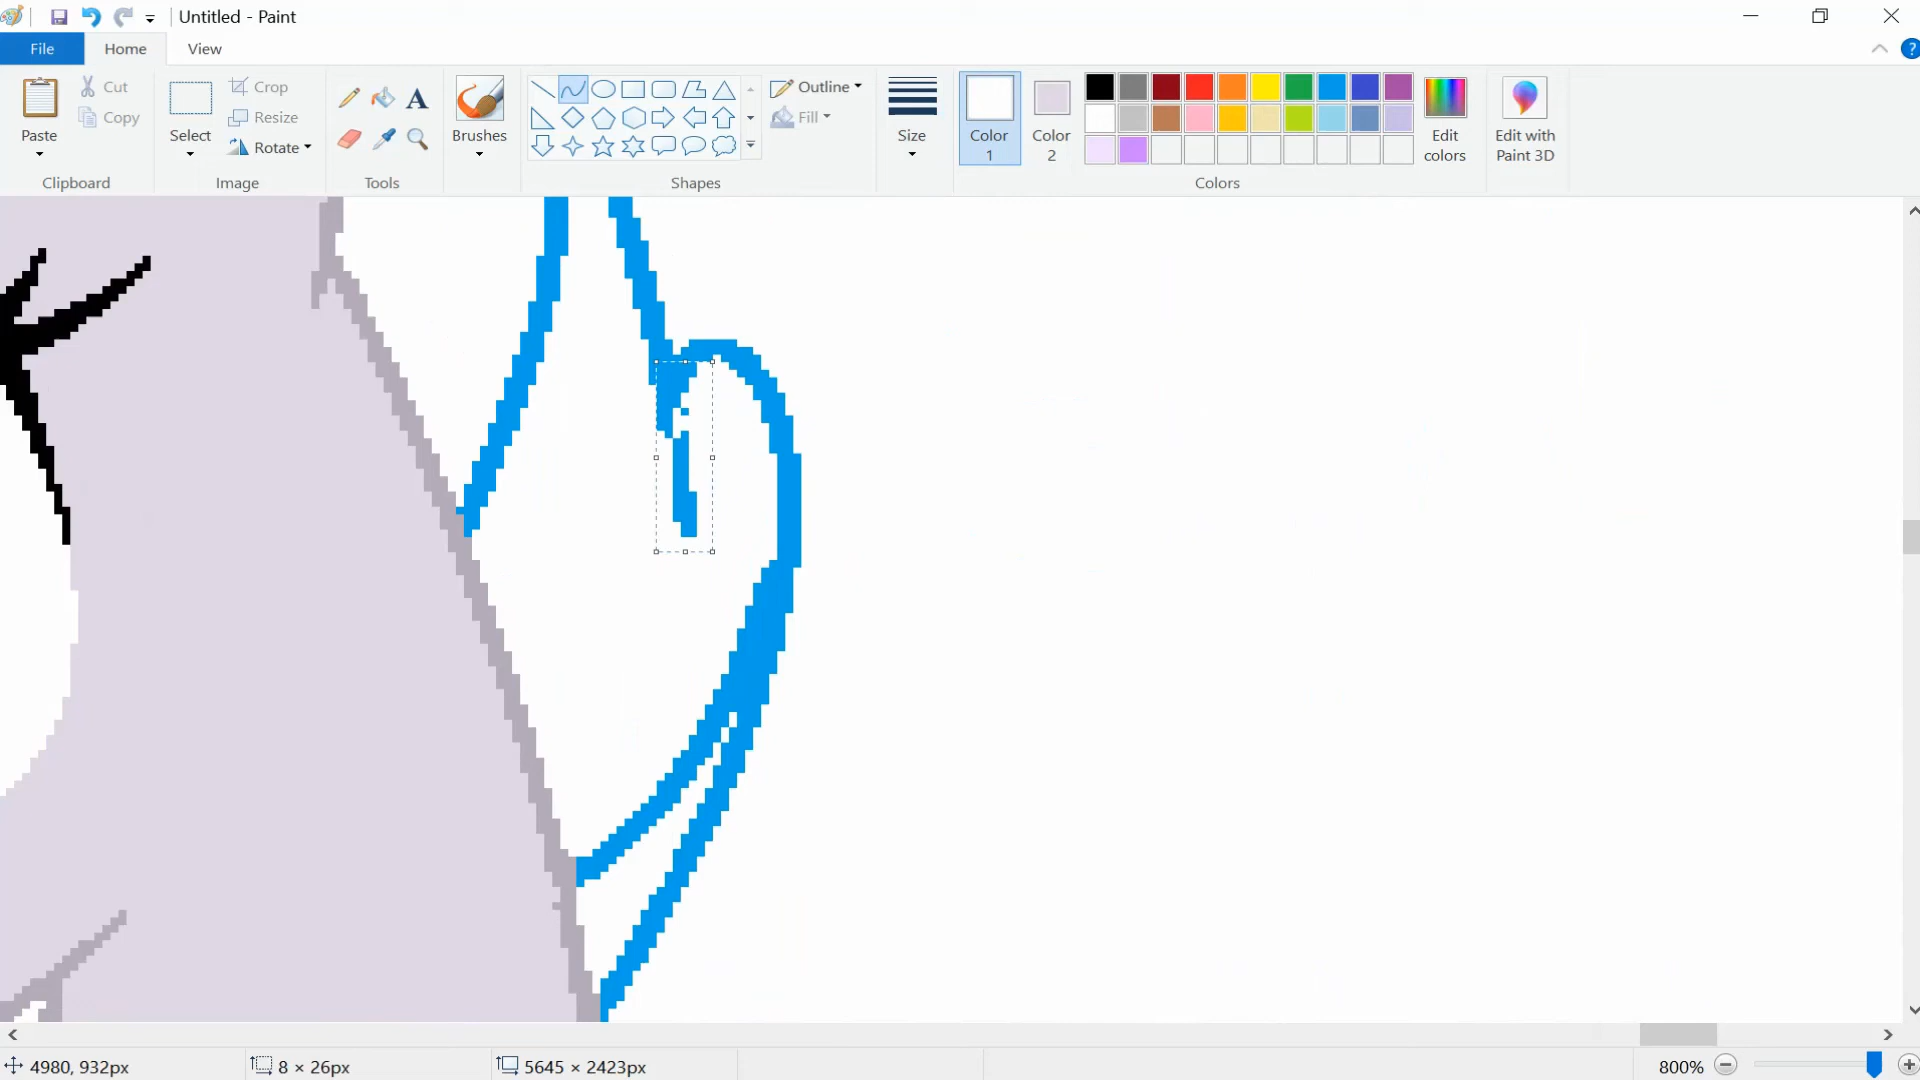 Untitled - Paint
File
Home
View
Paste
Cut
Copy
Clipboard
Select
Crop
Resize
Rotate
Image
A
Tools
Brushes
Shapes
Outline
Fill
Size
Color
1
Color
2
Edit
colors
Edit with
Paint 3D
Colors
?
4980, 932px
8 × 26px
5645 × 2423px
800%